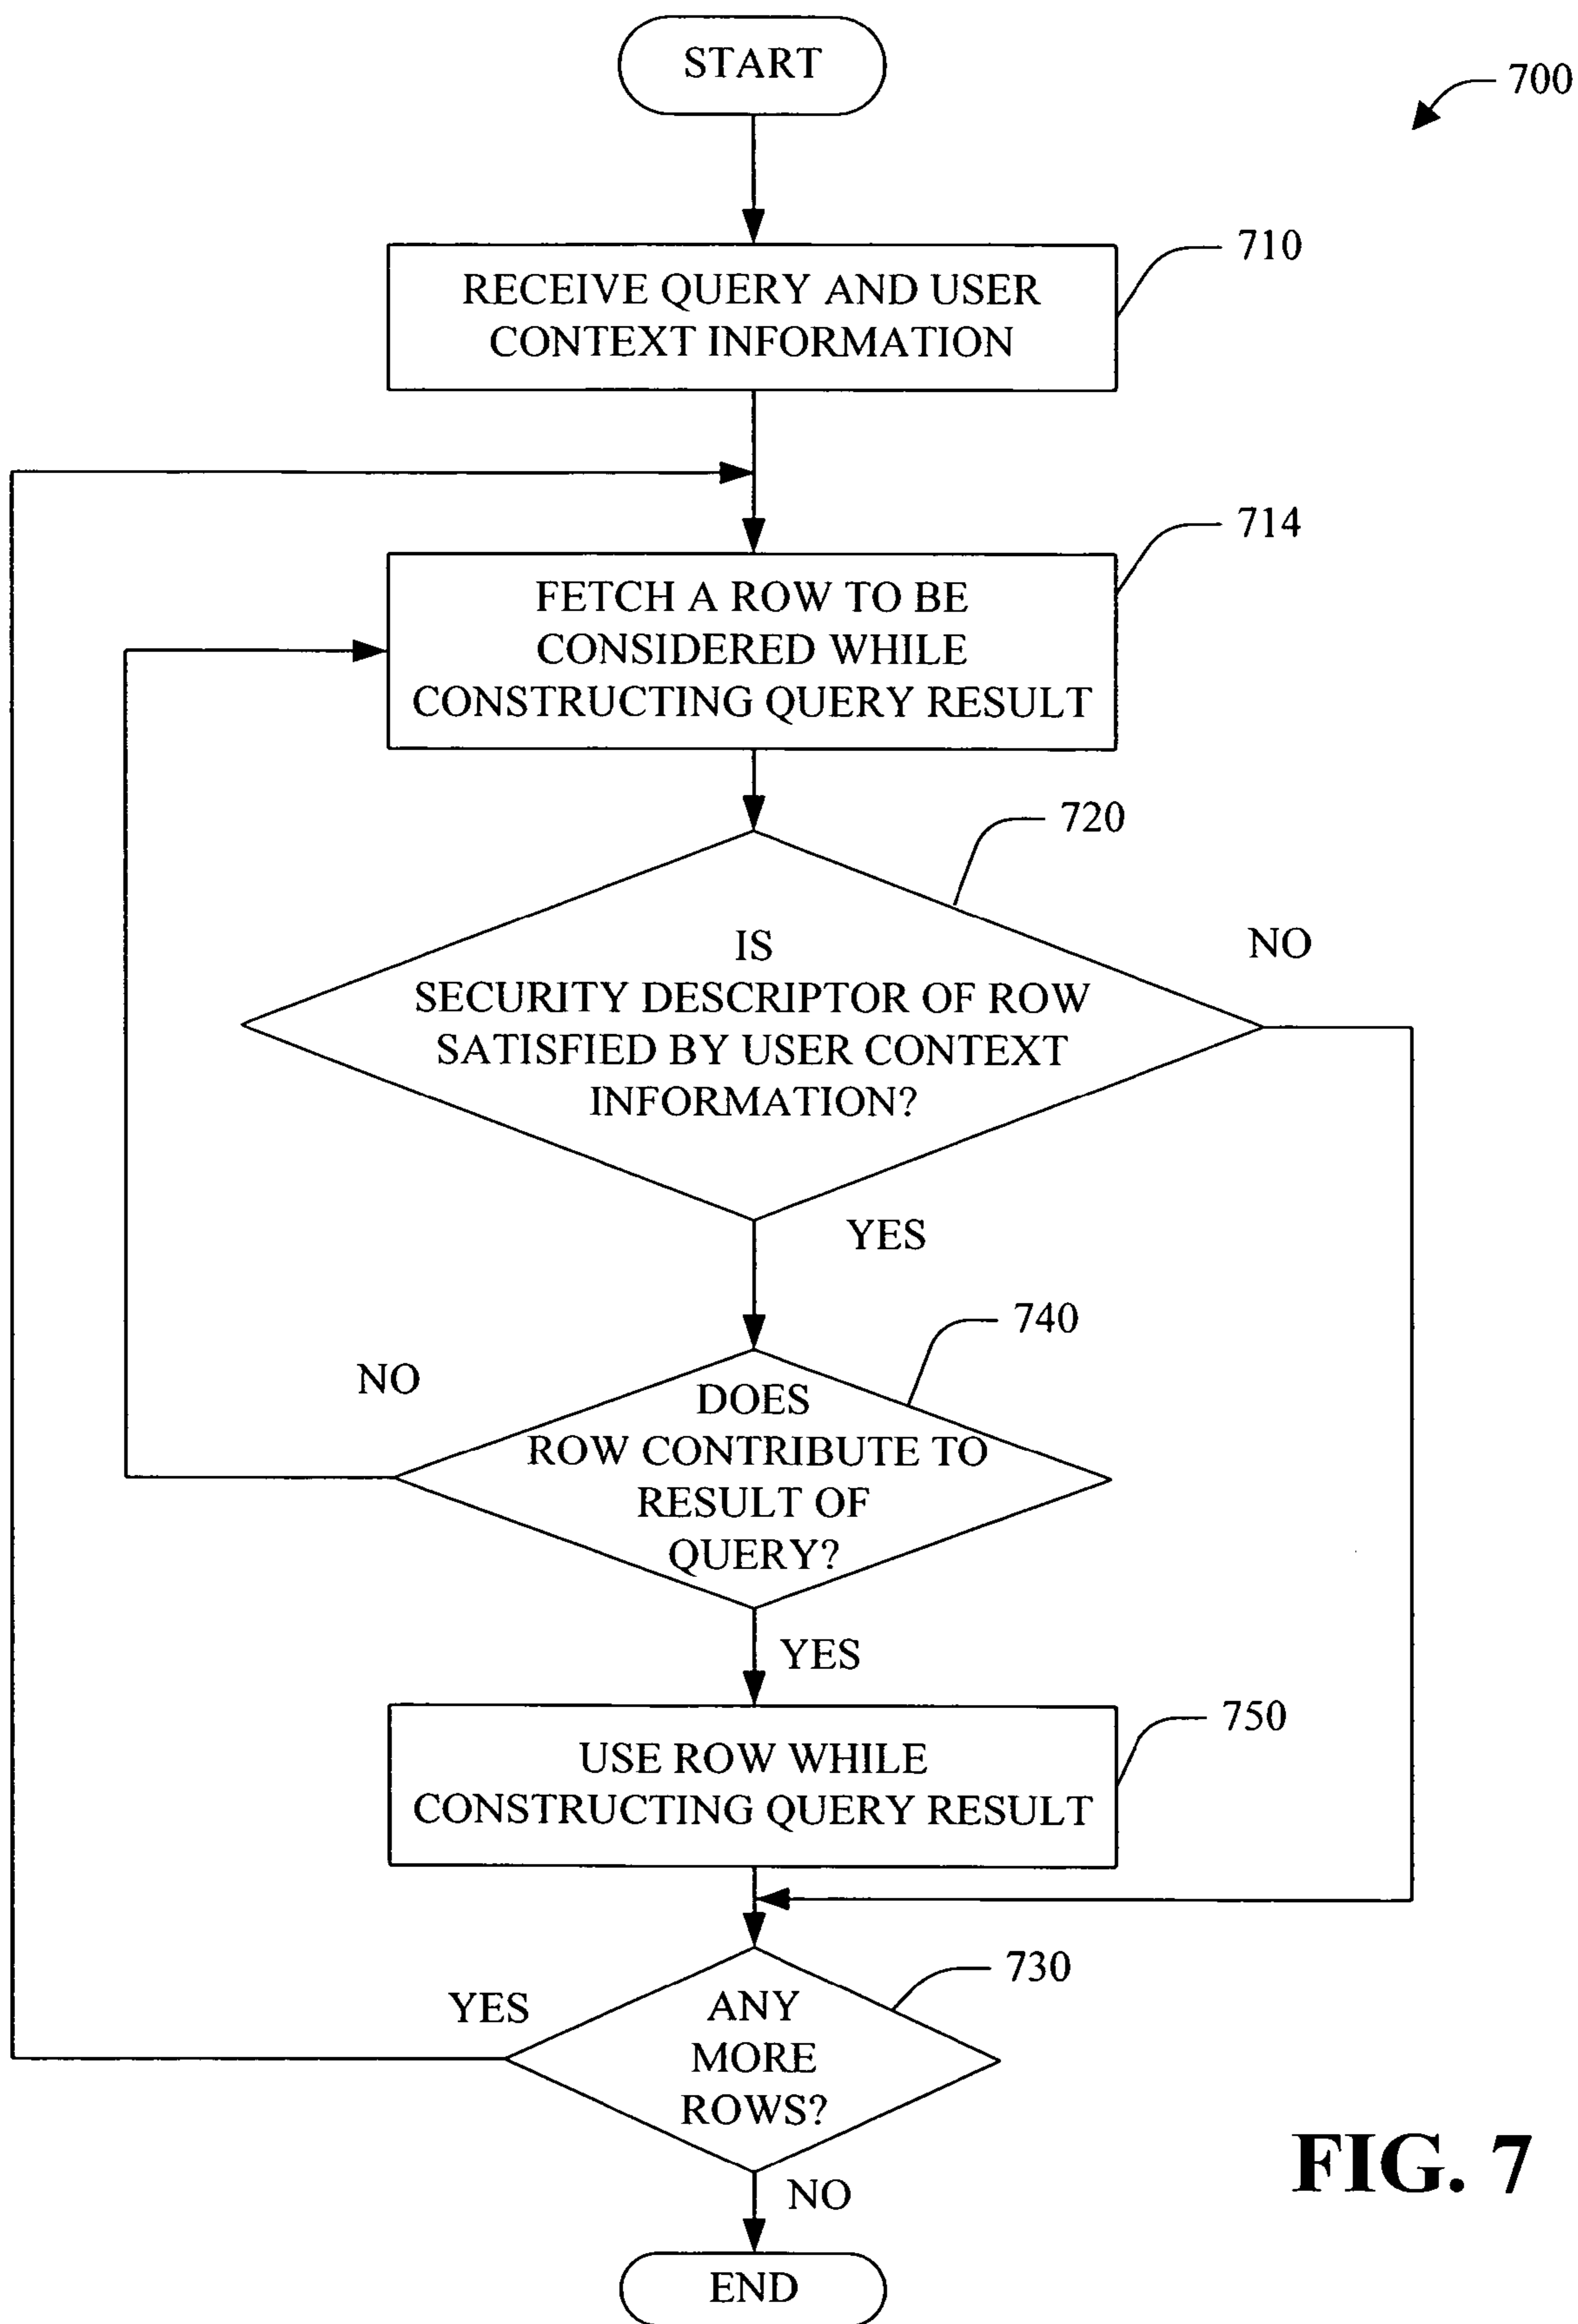 START
700
710
RECEIVE QUERY AND USER
CONTEXT INFORMATION
714
FETCH A ROW TO BE
CONSIDERED WHILE
CONSTRUCTING QUERY RESULT
720
NO
IS
SECURITY DESCRIPTOR OF ROW
SATISFIED BY USER CONTEXT
INFORMATION?
YES
740
NO
DOES
ROW CONTRIBUTE TO
RESULT OF
QUERY?
YES
750
USE ROW WHILE
CONSTRUCTING QUERY RESULT
730
YES
ANY
MORE
ROWS?
NO
END
FIG. 7